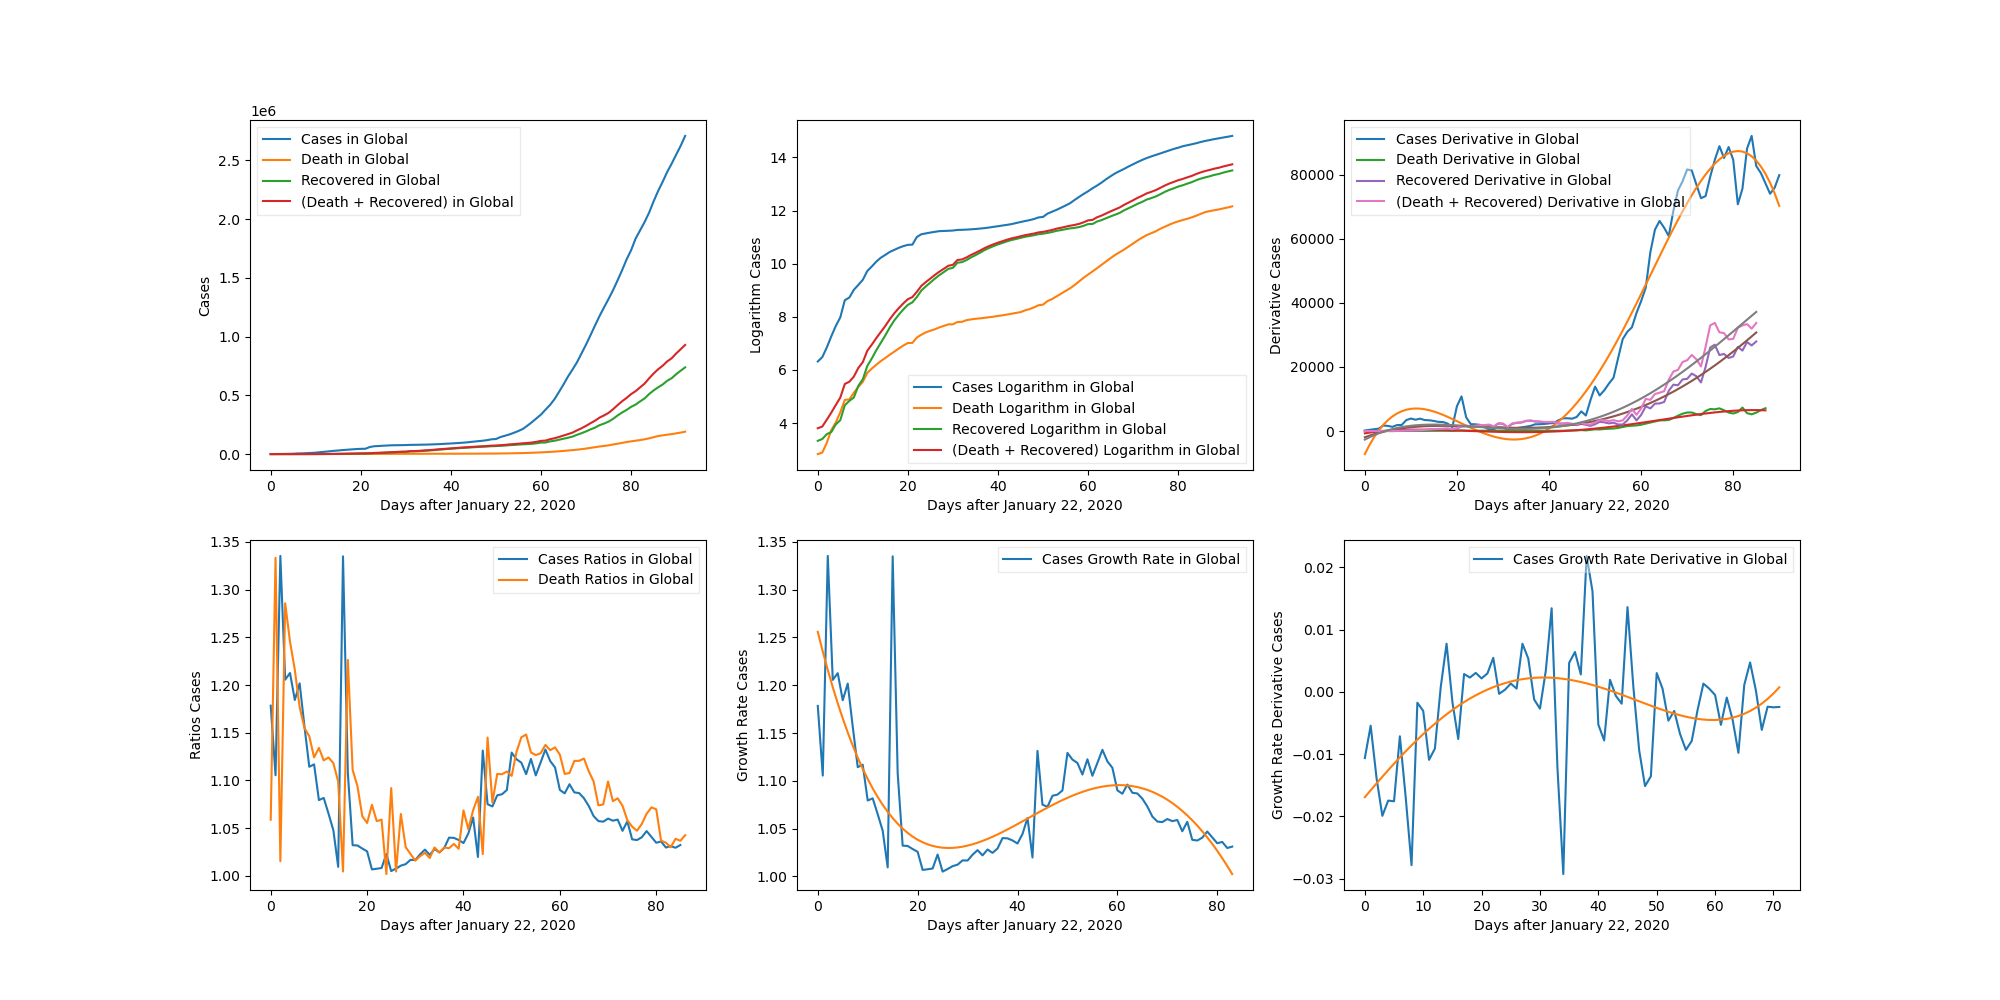 1e6
Cases in Global
Death in Global
Recovered in Global
(Death + Recovered) in Global
2.5
2.0
1.5
1.0
0.5
0.0
Cases
0 20 40 60 80
Days after January 22, 2020
Cases Logarithm in Global
Death Logarithm in Global
Recovered Logarithm in Global
(Death + Recovered) Logarithm in Global
14
12
10
8
6
4
Logarithm Cases
0 20 40 60 80
Days after January 22, 2020
Cases Derivative in Global
Death Derivative in Global
Recovered Derivative in Global
(Death + Recovered) Derivative in Global
80000
60000
40000
20000
0
Derivative Cases
0 20 40 60 80
Days after January 22, 2020
Cases Ratios in Global
Death Ratios in Global
1.35
1.30
1.25
1.20
1.15
1.10
1.05
1.00
Ratios Cases
0 20 40 60 80
Days after January 22, 2020
Cases Growth Rate in Global
1.35
1.30
1.25
1.20
1.15
1.10
1.05
1.00
Growth Rate Cases
0 20 40 60 80
Days after January 22, 2020
Cases Growth Rate Derivative in Global
0.02
0.01
0.00
−0.01
−0.02
−0.03
Growth Rate Derivative Cases
0 10 20 30 40 50 60 70
Days after January 22, 2020